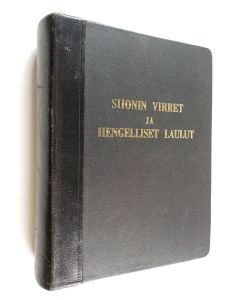 SIIONIN VIRRET
JA
HENGELLISET LAULUT